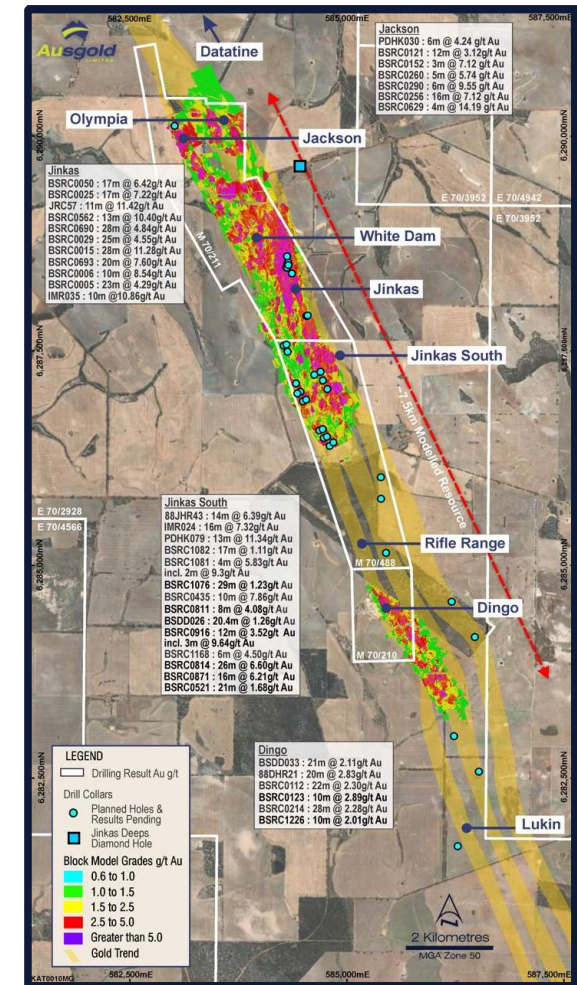 582,500mE
585,000mE
587,500mE
Ausgold
LIMITED
Datatine
Jackson
PDHK030 : 6m @ 4.24 g/t Au
BSRC0121 : 12m @ 3.12g/t Au
BSRC0152 : 3m @ 7.12 g/t Au
BSRC0260 : 5m @ 5.74 g/t Au
BSRC0290 : 6m @ 9.55 g/t Au
BSRC0256 : 16m @ 7.12 g/t Au
BSRC0629 : 4m @ 14.19 g/t Au
Olympia
Jackson
6,290,000mN
6,290,000mN
Jinkas
BSRC0050 : 17m @ 6.42g/t Au
BSRC0025 : 17m @ 7.22g/t Au
JRC57 : 11m @ 11.42g/t Au
BSRC0562 : 13m @ 10.40g/t Au
BSRC0690 : 28m @ 4.84g/t Au
BSRC0029 : 25m @ 4.55g/t Au
BSRC0015 : 28m @ 11.28g/t Au
BSRC0693 : 20m @ 7.60g/t Au
BSRC0006 : 10m @ 8.54g/t Au
BSRC0005 : 23m @ 4.29g/t Au
IMR035 : 10m @10.86g/t Au
E 70/3952
E 70/4942
E 70/3952
White Dam
M 70/211
Jinkas
6,287,500mN
6,287,500mN
Jinkas South
~7.5km Modelled Resource
Jinkas South
88JHR43 : 14m @ 6.39g/t Au
IMR024 : 16m @ 7.32g/t Au
PDHK079 : 13m @ 11.34g/t Au
BSRC1082 : 17m @ 1.11g/t Au
BSRC1081 : 4m @ 5.83g/t Au
incl. 2m @ 9.3g/t Au
BSRC1076 : 29m @ 1.23g/t Au
BSRC0435 : 10m @ 7.86g/t Au
BSRC0811 : 8m @ 4.08g/t Au
BSDD026 : 20.4m @ 1.26g/t Au
BSRC0916 : 12m @ 3.52g/t Au
incl. 3m @ 9.64g/t Au
BSRC1168 : 6m @ 4.50g/t Au
BSRC0814 : 26m @ 6.60g/t Au
BSRC0871 : 16m @ 6.21g/t Au
BSRC0521 : 21m @ 1.68g/t Au
E 70/2928
E 70/4566
Rifle Range
M 70/488
6,285,000mN
6,285,000mN
Dingo
M 70/210
Dingo
BSDD033 : 21m @ 2.11g/t Au
88DHR21 : 20m @ 2.83g/t Au
BSRC0112 : 22m @ 2.30g/t Au
BSRC0123 : 10m @ 2.89g/t Au
BSRC0214 : 28m @ 2.28g/t Au
BSRC1226 : 10m @ 2.01g/t Au
6,282,500mN
6,282,500mN
Lukin
LEGEND
Drilling Result Au g/t
Drill Collars
Planned Holes &
Results Pending
Jinkas Deeps
Diamond Hole
Block Model Grades g/t Au
0.6 to 1.0
1.0 to 1.5
1.5 to 2.5
2.5 to 5.0
Greater than 5.0
Gold Trend
2 Kilometres
MGA Zone 50
KAT0010MG
582,500mE
585,000mE
587,500mE